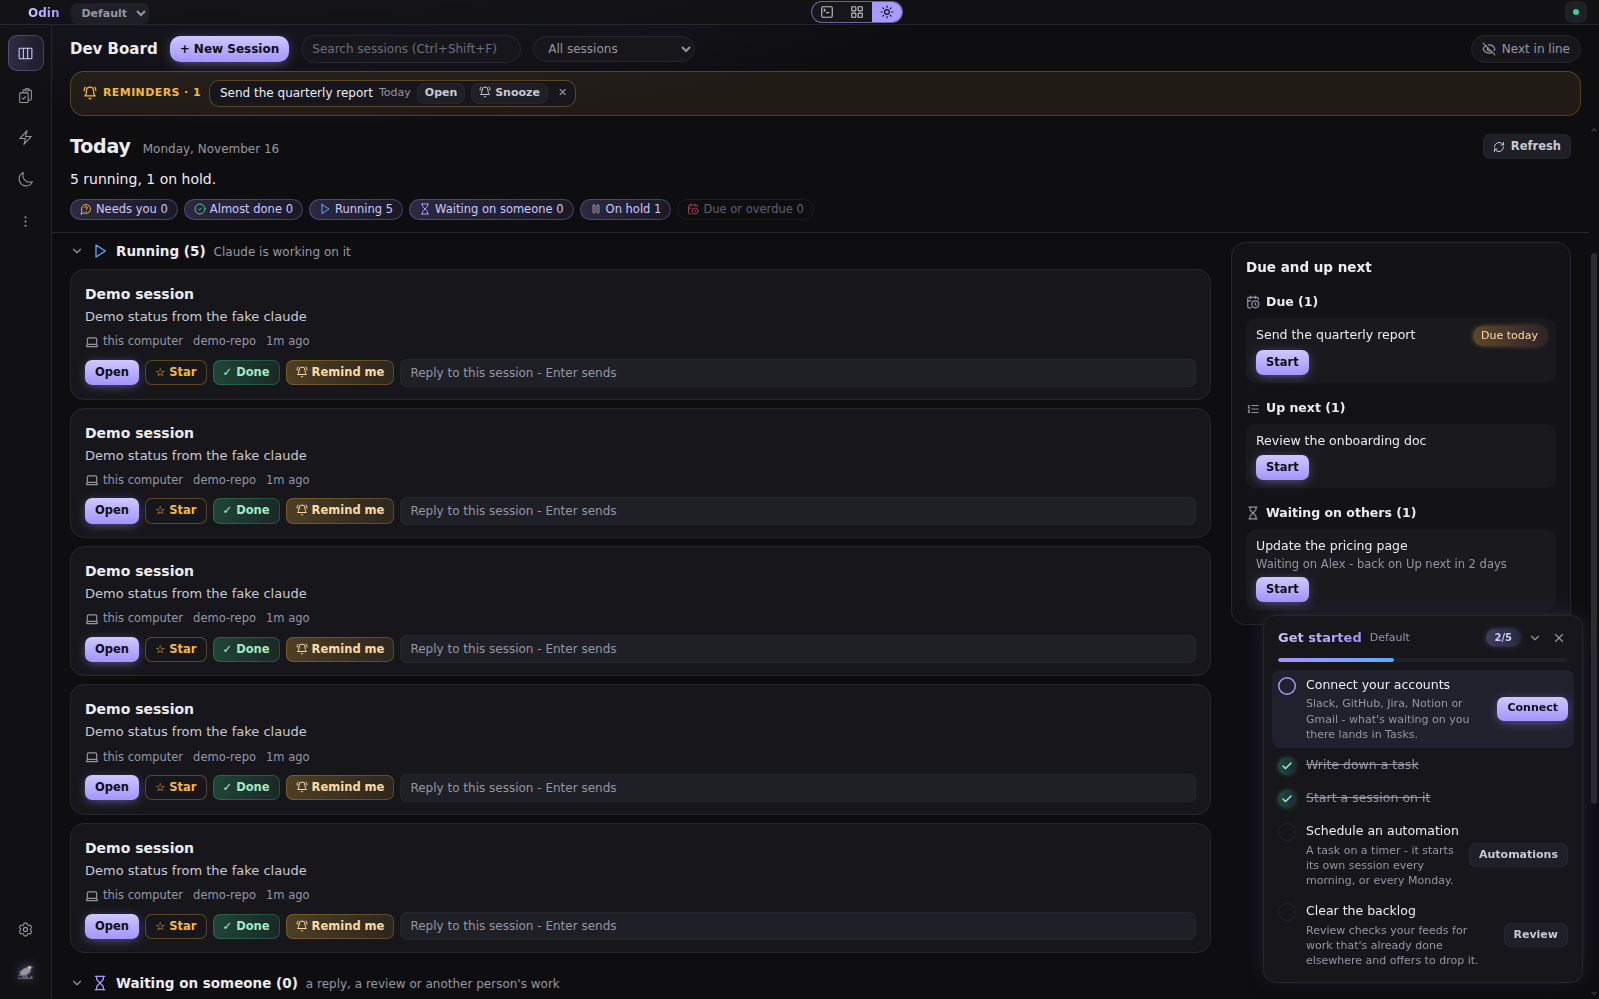 Odin
Default
Dev Board
+ New Session
Search sessions (Ctrl+Shift+F)
All sessions
Next in line
REMINDERS · 1
Send the quarterly report Today Open Snooze ×
Today Monday, November 16
Refresh
5 running, 1 on hold.
Needs you 0
Almost done 0
Running 5
Waiting on someone 0
On hold 1
Due or overdue 0
Running (5) Claude is working on it
Demo session
Demo status from the fake claude
this computer demo-repo 1m ago
Open ☆ Star ✓ Done Remind me Reply to this session - Enter sends
Demo session
Demo status from the fake claude
this computer demo-repo 1m ago
Open ☆ Star ✓ Done Remind me Reply to this session - Enter sends
Demo session
Demo status from the fake claude
this computer demo-repo 1m ago
Open ☆ Star ✓ Done Remind me Reply to this session - Enter sends
Demo session
Demo status from the fake claude
this computer demo-repo 1m ago
Open ☆ Star ✓ Done Remind me Reply to this session - Enter sends
Demo session
Demo status from the fake claude
this computer demo-repo 1m ago
Open ☆ Star ✓ Done Remind me Reply to this session - Enter sends
Waiting on someone (0) a reply, a review or another person's work
Due and up next
Due (1)
Send the quarterly report Due today
Start
Up next (1)
Review the onboarding doc
Start
Waiting on others (1)
Update the pricing page
Waiting on Alex - back on Up next in 2 days
Start
Get started Default 2/5
Connect your accounts
Slack, GitHub, Jira, Notion or
Gmail - what's waiting on you
there lands in Tasks.
Connect
Write down a task
Start a session on it
Schedule an automation
A task on a timer - it starts
its own session every
morning, or every Monday.
Automations
Clear the backlog
Review checks your feeds for
work that's already done
elsewhere and offers to drop it.
Review